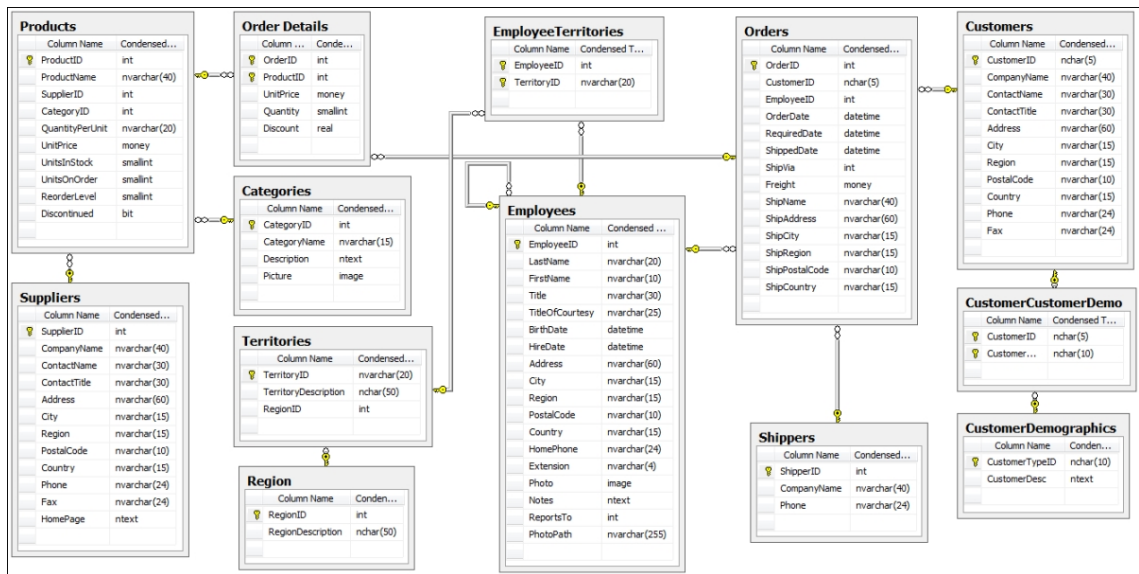 Products
Column Name Condensed...
ProductID int
ProductName nvarchar(40)
SupplierID int
CategoryID int
QuantityPerUnit nvarchar(20)
UnitPrice money
UnitsInStock smallint
UnitsOnOrder smallint
ReorderLevel smallint
Discontinued bit
Order Details
Column ... Conde...
OrderID int
ProductID int
UnitPrice money
Quantity smallint
Discount real
EmployeeTerritories
Column Name Condensed T...
EmployeeID int
TerritoryID nvarchar(20)
Orders
Column Name Condensed...
OrderID int
CustomerID nchar(5)
EmployeeID int
OrderDate datetime
RequiredDate datetime
ShippedDate datetime
ShipVia int
Freight money
ShipName nvarchar(40)
ShipAddress nvarchar(60)
ShipCity nvarchar(15)
ShipRegion nvarchar(15)
ShipPostalCode nvarchar(10)
ShipCountry nvarchar(15)
Customers
Column Name Condensed...
CustomerID nchar(5)
CompanyName nvarchar(40)
ContactName nvarchar(30)
ContactTitle nvarchar(30)
Address nvarchar(60)
City nvarchar(15)
Region nvarchar(15)
PostalCode nvarchar(10)
Country nvarchar(15)
Phone nvarchar(24)
Fax nvarchar(24)
Categories
Column Name Condensed...
CategoryID int
CategoryName nvarchar(15)
Description ntext
Picture image
Employees
Column Name Condensed ...
EmployeeID int
LastName nvarchar(20)
FirstName nvarchar(10)
Title nvarchar(30)
TitleOfCourtesy nvarchar(25)
BirthDate datetime
HireDate datetime
Address nvarchar(60)
City nvarchar(15)
Region nvarchar(15)
PostalCode nvarchar(10)
Country nvarchar(15)
HomePhone nvarchar(24)
Extension nvarchar(4)
Photo image
Notes ntext
ReportsTo int
PhotoPath nvarchar(255)
Suppliers
Column Name Condensed...
SupplierID int
CompanyName nvarchar(40)
ContactName nvarchar(30)
ContactTitle nvarchar(30)
Address nvarchar(60)
City nvarchar(15)
Region nvarchar(15)
PostalCode nvarchar(10)
Country nvarchar(15)
Phone nvarchar(24)
Fax nvarchar(24)
HomePage ntext
Territories
Column Name Condensed...
TerritoryID nvarchar(20)
TerritoryDescription nchar(50)
RegionID int
Region
Column Name Conden...
RegionID int
RegionDescription nchar(50)
Shippers
Column Name Condensed...
ShipperID int
CompanyName nvarchar(40)
Phone nvarchar(24)
CustomerCustomerDemo
Column Name Condensed T...
CustomerID nchar(5)
Customer... nchar(10)
CustomerDemographics
Column Name Conden...
CustomerTypeID nchar(10)
CustomerDesc ntext